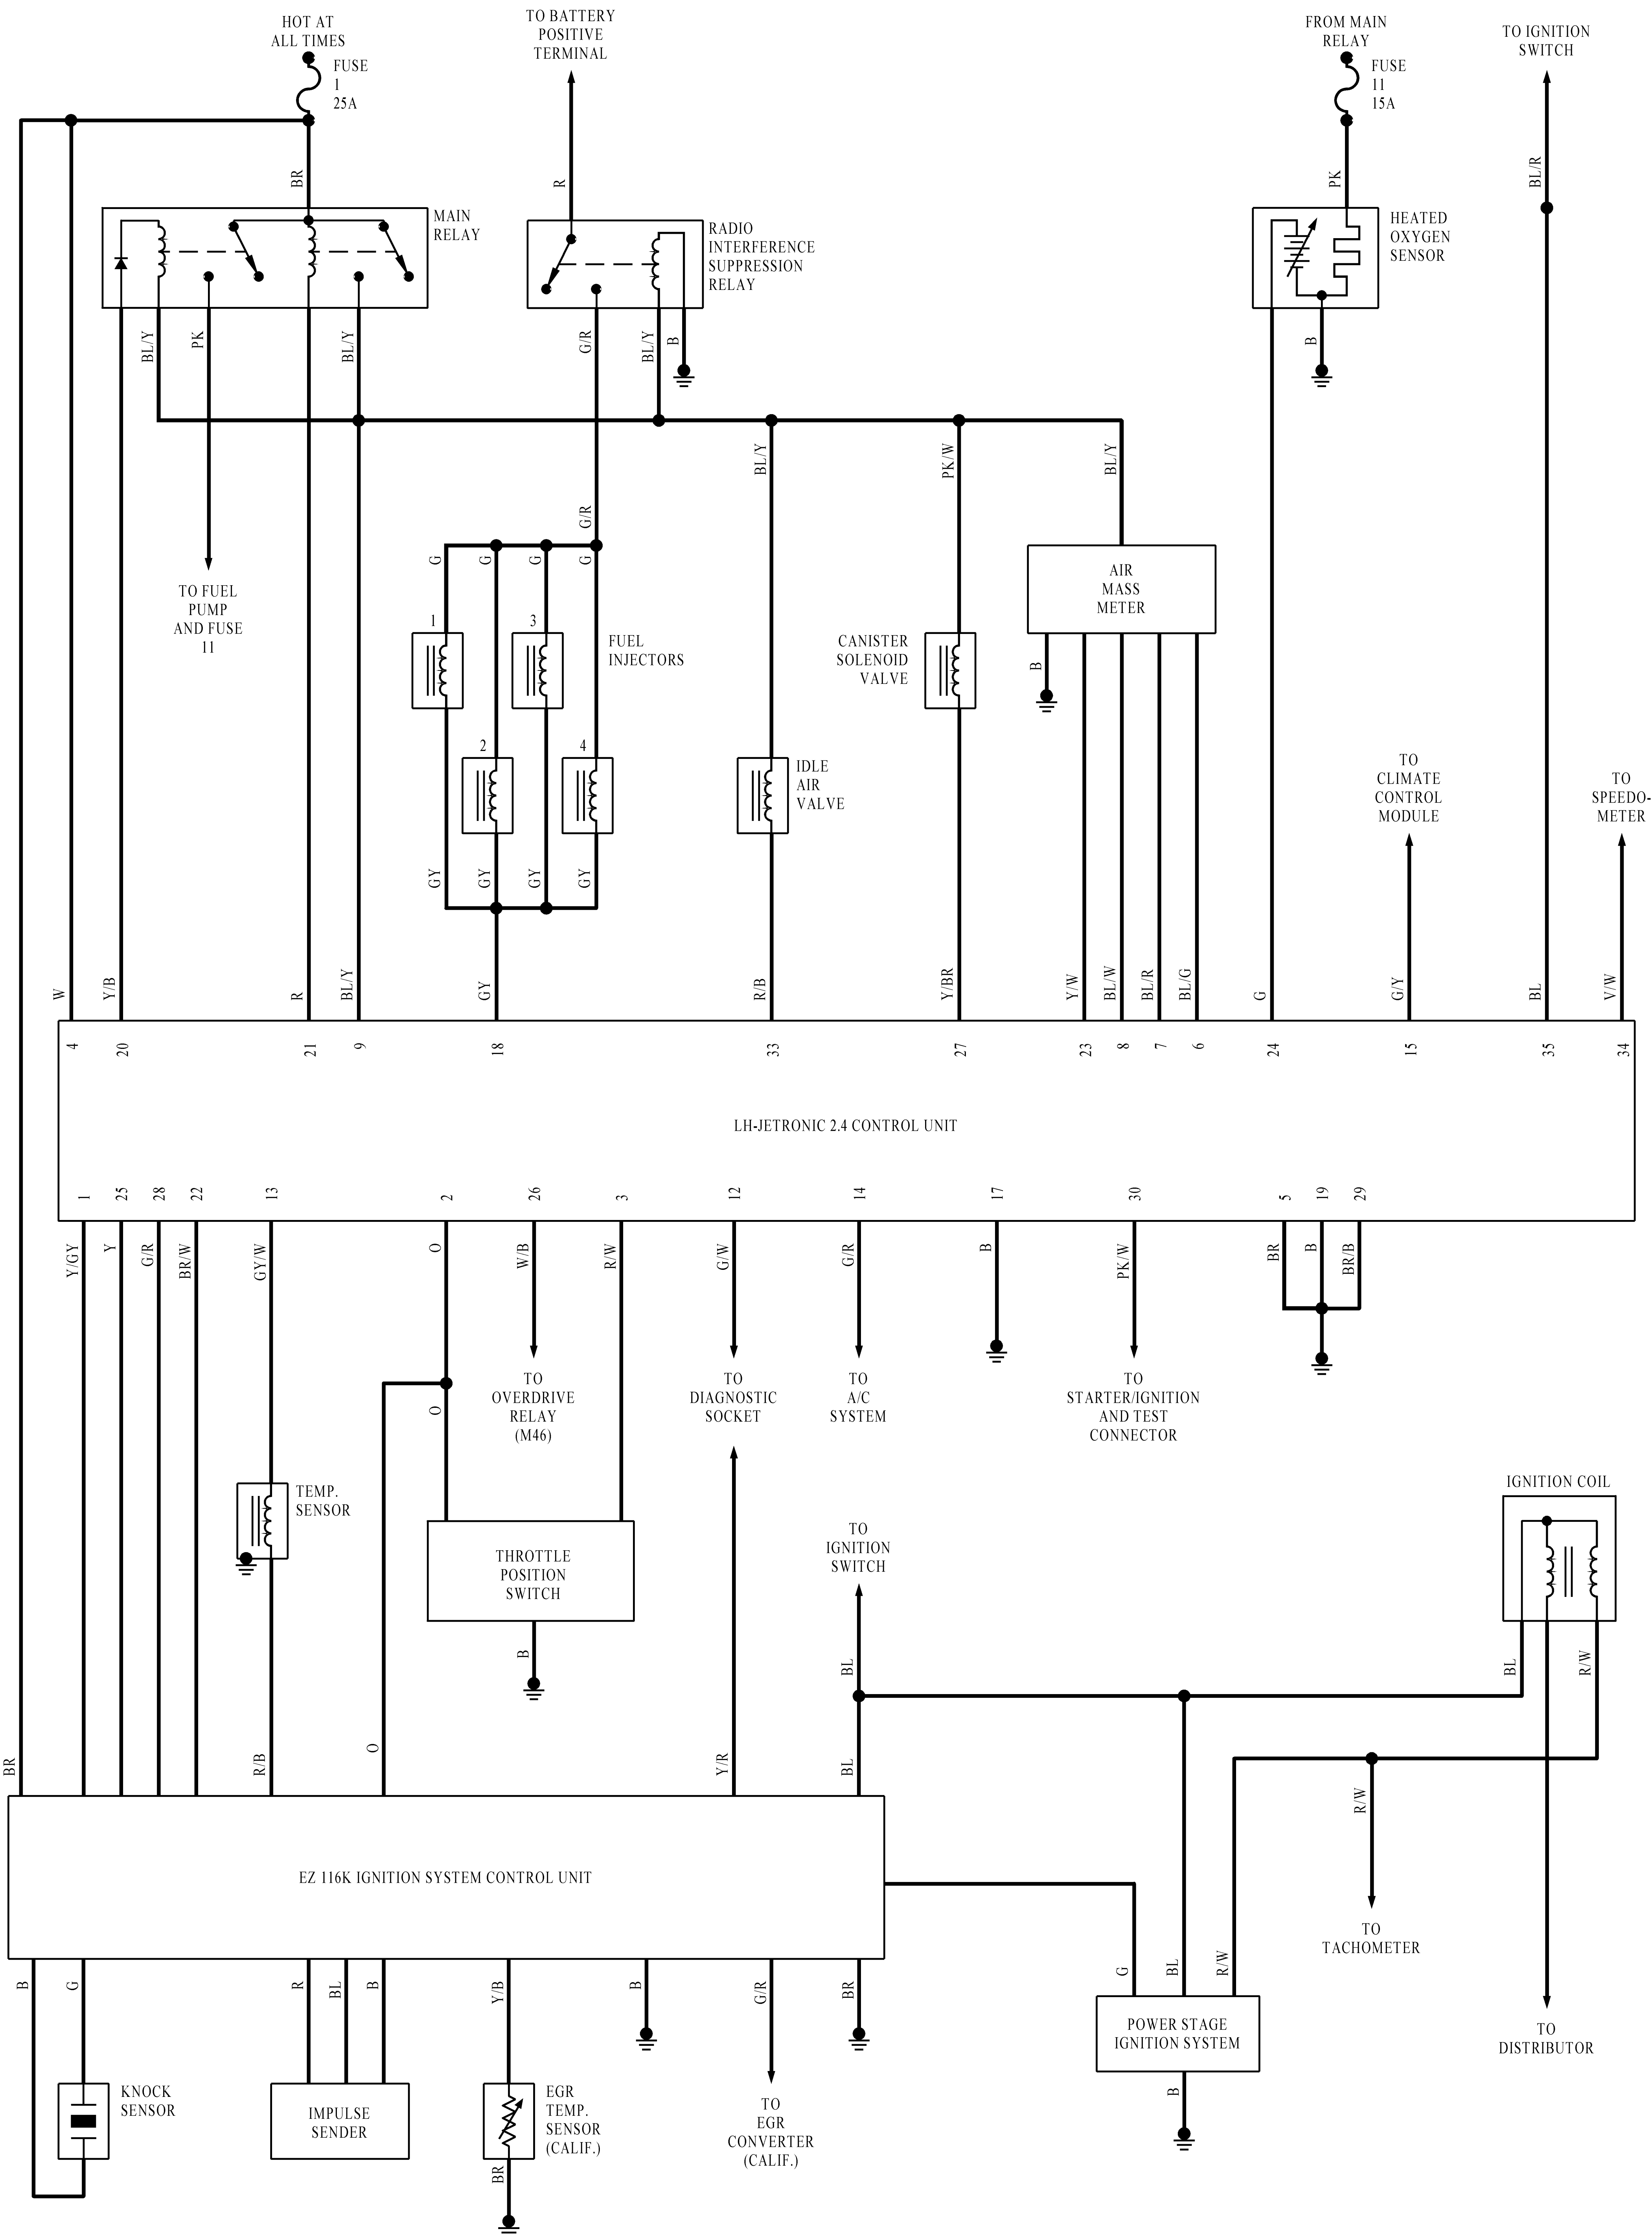 HOT AT
ALL TIMES
FUSE
1
25A
TO BATTERY
POSITIVE
TERMINAL
FROM MAIN
RELAY
FUSE
11
15A
TO IGNITION
SWITCH
BR
R
PK
BL/R
MAIN
RELAY
RADIO
INTERFERENCE
SUPPRESSION
RELAY
HEATED
OXYGEN
SENSOR
BL/Y
PK
BL/Y
G/R
BL/Y
B
B
BL/Y
PK/W
BL/Y
G/R
G
G
G
G
TO FUEL
PUMP
AND FUSE
11
AIR
MASS
METER
1
3
FUEL
INJECTORS
CANISTER
SOLENOID
VALVE
B
2
4
IDLE
AIR
VALVE
TO
CLIMATE
CONTROL
MODULE
TO
SPEEDO-
METER
GY
GY
GY
GY
W
Y/B
R
BL/Y
GY
R/B
Y/BR
Y/W
BL/W
BL/R
BL/G
G
G/Y
BL
V/W
4
20
21
9
18
33
27
23
8
7
6
24
15
35
34
LH-JETRONIC 2.4 CONTROL UNIT
1
25
28
22
13
2
26
3
12
14
17
30
5
19
29
Y/GY
Y
G/R
BR/W
GY/W
O
W/B
R/W
G/W
G/R
B
PK/W
BR
B
BR/B
O
TO
OVERDRIVE
RELAY
(M46)
TO
DIAGNOSTIC
SOCKET
TO
A/C
SYSTEM
TO
STARTER/IGNITION
AND TEST
CONNECTOR
TEMP.
SENSOR
IGNITION COIL
THROTTLE
POSITION
SWITCH
TO
IGNITION
SWITCH
B
BL
BL
R/W
BR
R/B
O
Y/R
BL
R/W
EZ 116K IGNITION SYSTEM CONTROL UNIT
TO
TACHOMETER
B
G
R
BL
B
Y/B
B
G/R
BR
G
BL
R/W
POWER STAGE
IGNITION SYSTEM
TO
DISTRIBUTOR
B
KNOCK
SENSOR
IMPULSE
SENDER
EGR
TEMP.
SENSOR
(CALIF.)
TO
EGR
CONVERTER
(CALIF.)
BR